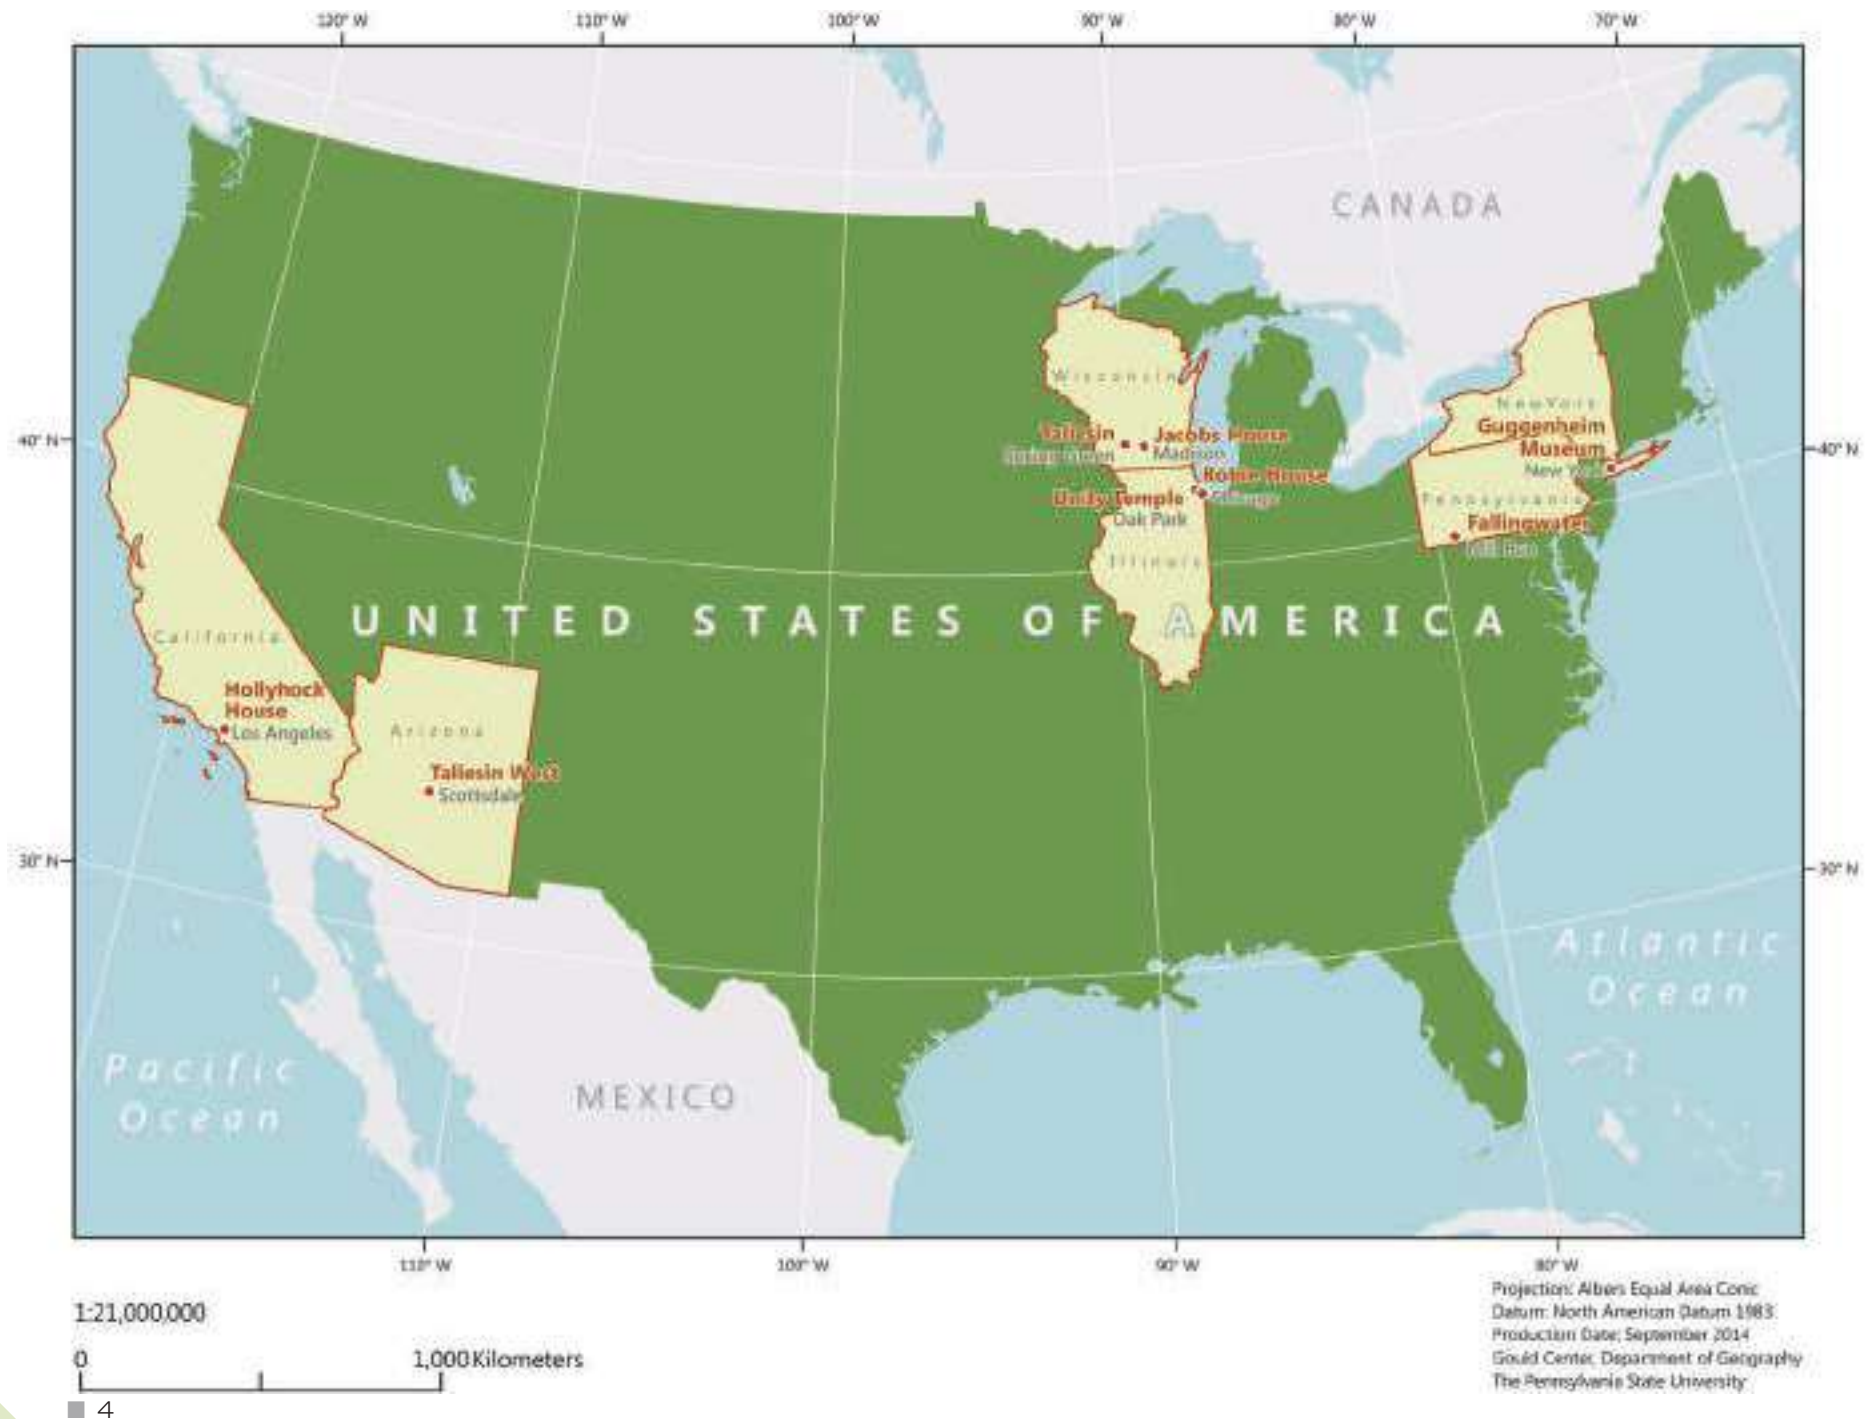 120° W
110° W
100° W
90° W
80° W
70° W
CANADA
40° N
40° N
Wisconsin
New York
Guggenheim
Museum
New York
Taliesin
Jacobs House
Madison
Robie House
Chicago
Unity Temple
Oak Park
Pennsylvania
Fallingwater
Illinois
UNITED STATES OF AMERICA
California
Hollyhock
House
Los Angeles
Arizona
Taliesin West
Scottsdale
30° N
30° N
Atlantic
Ocean
Pacific
Ocean
MEXICO
110° W
100° W
90° W
80° W
1:21,000,000
0
1,000 Kilometers
Projection: Albers Equal Area Conic
Datum: North American Datum 1983
Production Date: September 2014
Gould Center, Department of Geography
The Pennsylvania State University
4